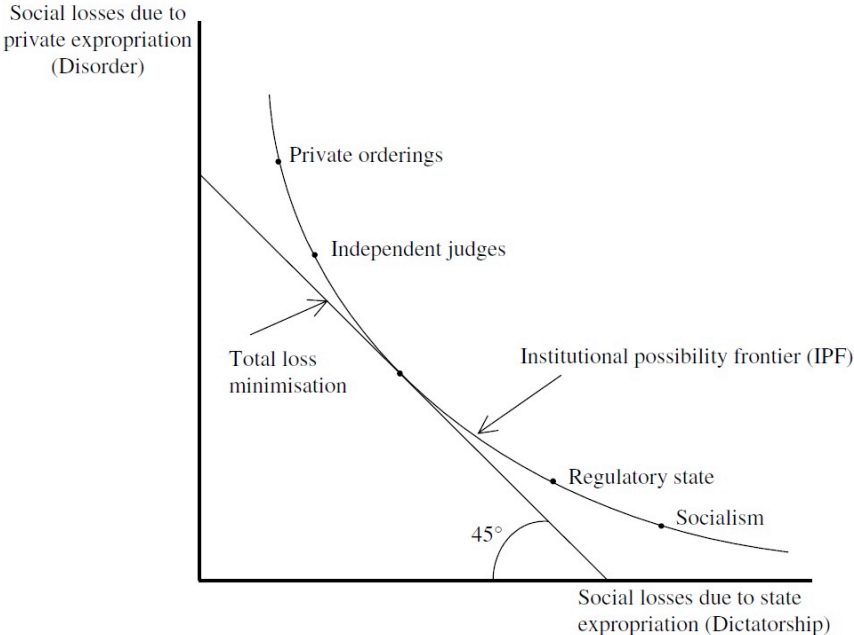 Social losses due to
private expropriation
(Disorder)
Private orderings
Independent judges
Total loss
minimisation
Institutional possibility frontier (IPF)
Regulatory state
Socialism
45°
Social losses due to state
expropriation (Dictatorship)